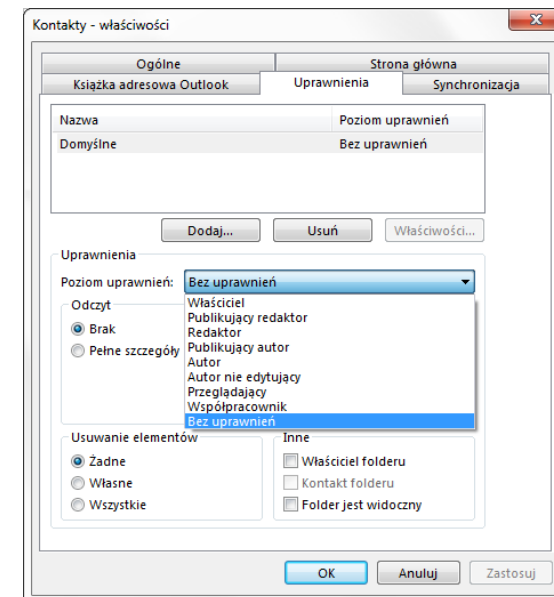 Kontakty - właściwości
Ogólne Strona główna
Książka adresowa Outlook Uprawnienia Synchronizacja
Nazwa Poziom uprawnień
Domyślne Bez uprawnień
Dodaj... Usuń Właściwości...
Uprawnienia
Poziom uprawnień: Bez uprawnień
Odczyt
Brak
Pełne szczegóły
Właściciel
Publikujący redaktor
Redaktor
Publikujący autor
Autor
Autor nie edytujący
Przeglądający
Współpracownik
Bez uprawnień
Usuwanie elementów
Żadne
Własne
Wszystkie
Inne
Właściciel folderu
Kontakt folderu
Folder jest widoczny
OK Anuluj Zastosuj